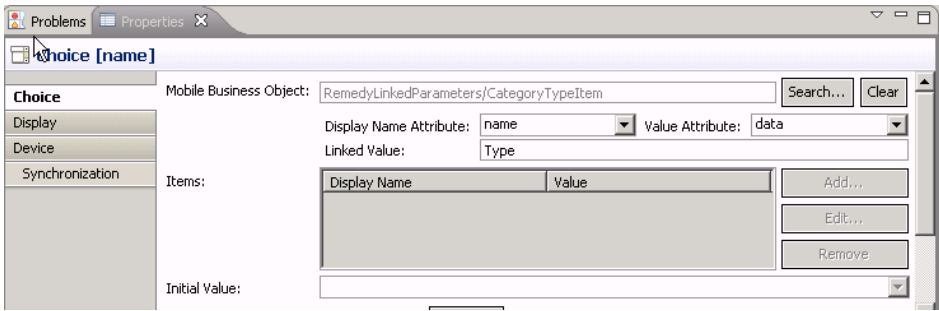 Problems Properties
Choice [name]
Choice
Display
Device
Synchronization
Mobile Business Object: RemedyLinkedParameters/CategoryTypeItem Search... Clear
Display Name Attribute: name Value Attribute: data
Linked Value: Type
Items: Display Name Value Add...
Edit...
Remove
Initial Value: